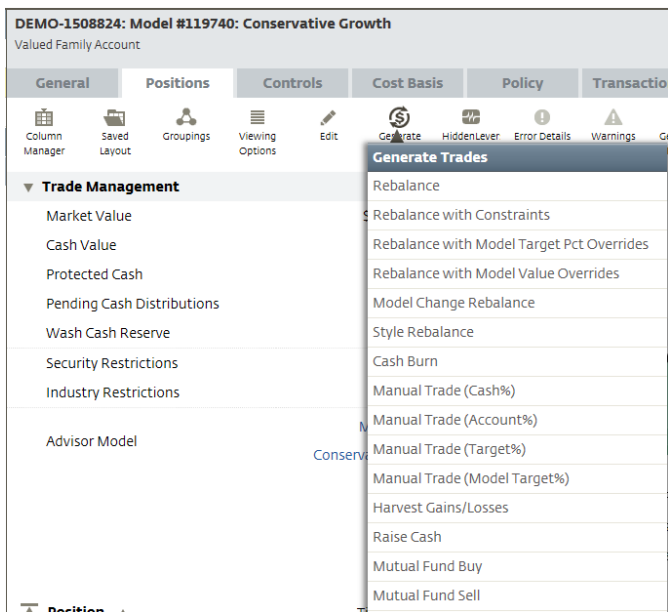 DEMO-1508824: Model #119740: Conservative Growth
Valued Family Account
General Positions Controls Cost Basis Policy Transactio
Column Manager
Saved Layout
Groupings
Viewing Options
Edit
Generate
HiddenLever
Error Details
Warnings
Generate Trades
Rebalance
Rebalance with Constraints
Rebalance with Model Target Pct Overrides
Rebalance with Model Value Overrides
Model Change Rebalance
Style Rebalance
Cash Burn
Manual Trade (Cash%)
Manual Trade (Account%)
Manual Trade (Target%)
Manual Trade (Model Target%)
Harvest Gains/Losses
Raise Cash
Mutual Fund Buy
Mutual Fund Sell
Trade Management
Market Value
Cash Value
Protected Cash
Pending Cash Distributions
Wash Cash Reserve
Security Restrictions
Industry Restrictions
Advisor Model
Conserva
Position